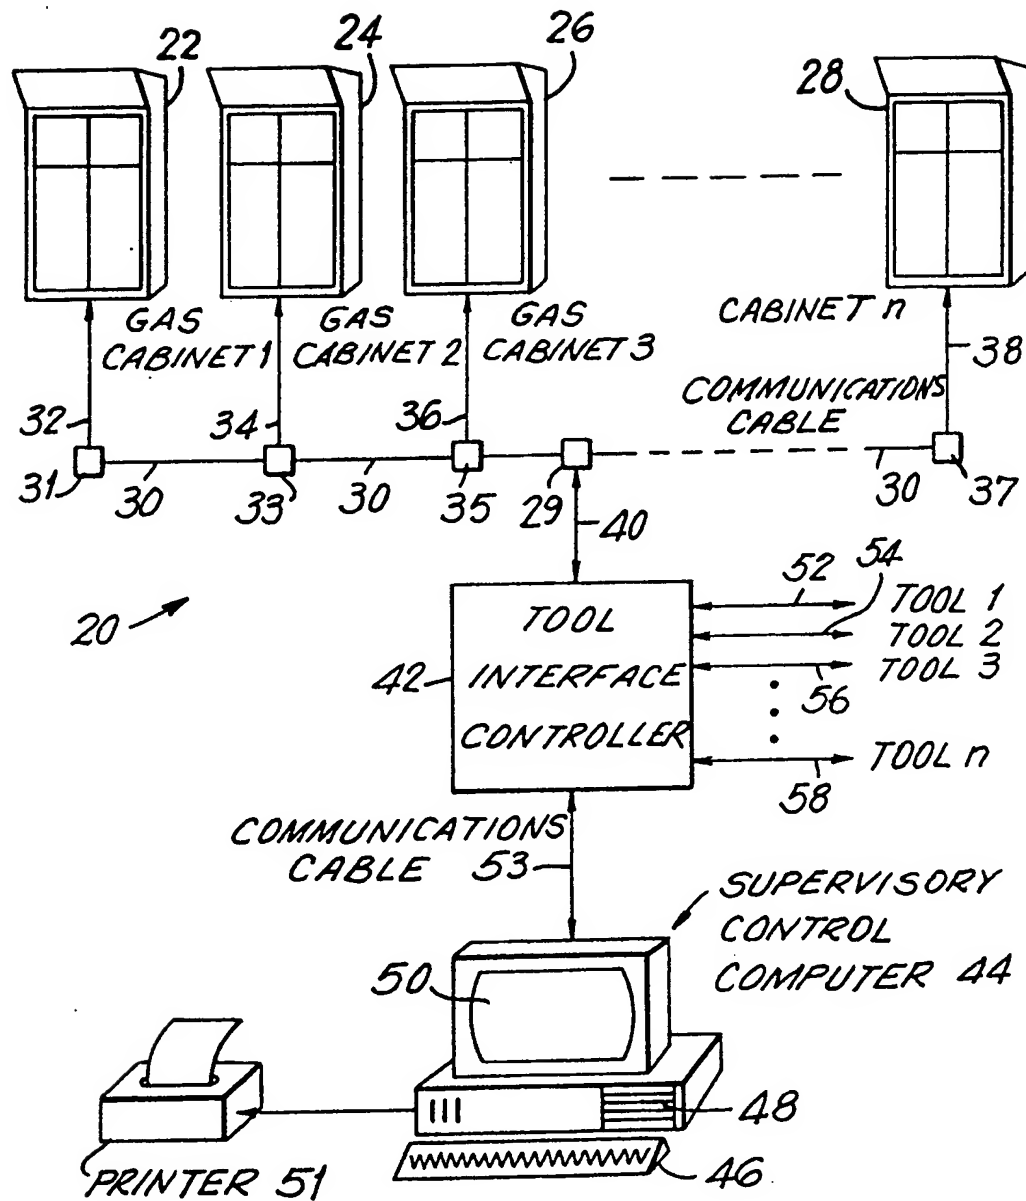 22
24
26
28
GAS
CABINET 1
GAS
CABINET 2
GAS
CABINET 3
CABINET n
38
COMMUNICATIONS
CABLE
32
34
36
31
30
33
30
35
29
30
37
40
20
TOOL
INTERFACE
CONTROLLER
42
52
54
TOOL 1
TOOL 2
TOOL 3
56
TOOL n
58
COMMUNICATIONS
CABLE 53
SUPERVISORY
CONTROL
COMPUTER 44
50
48
46
PRINTER 51